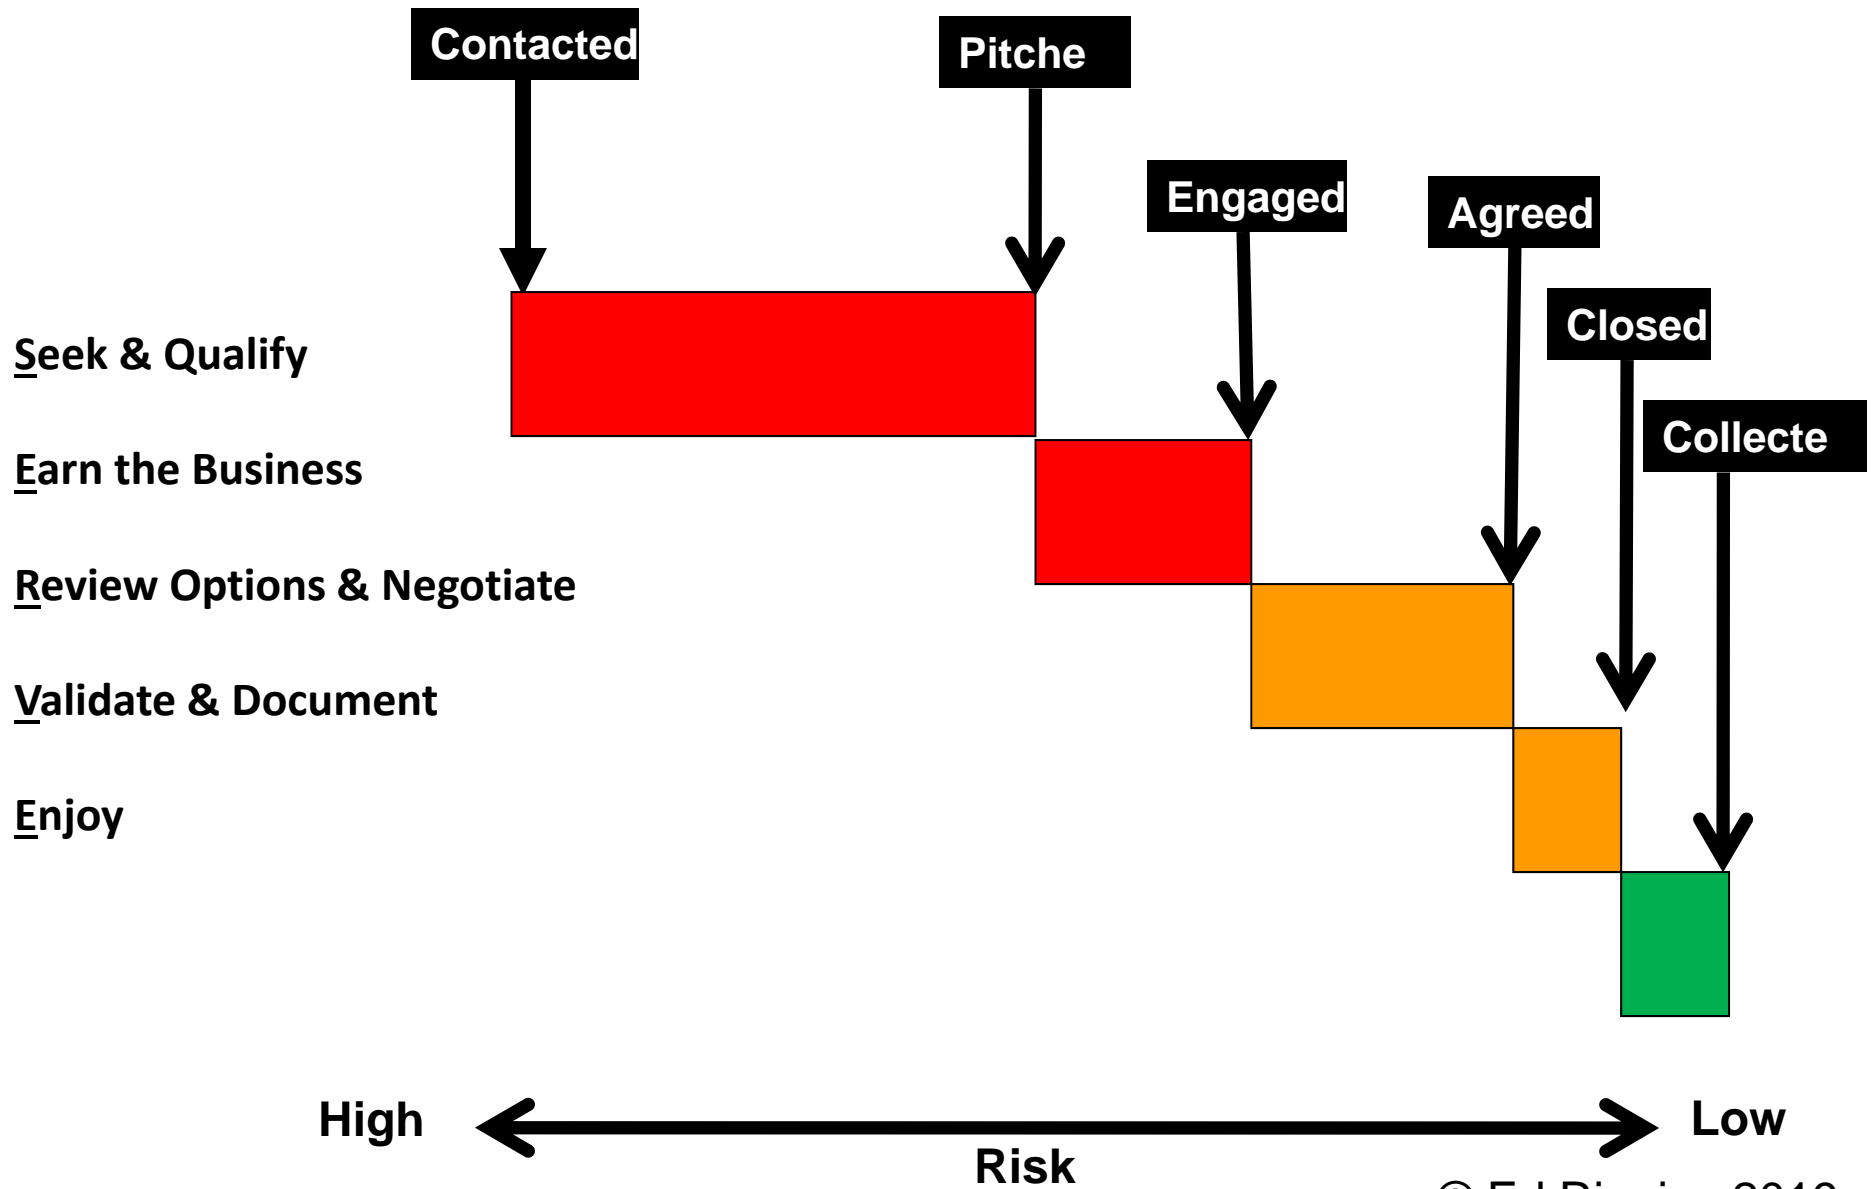 Contacted
Pitche
Engaged
Agreed
Closed
Collecte
Seek & Qualify
Earn the Business
Review Options & Negotiate
Validate & Document
Enjoy
High
Low
Risk
© Ed